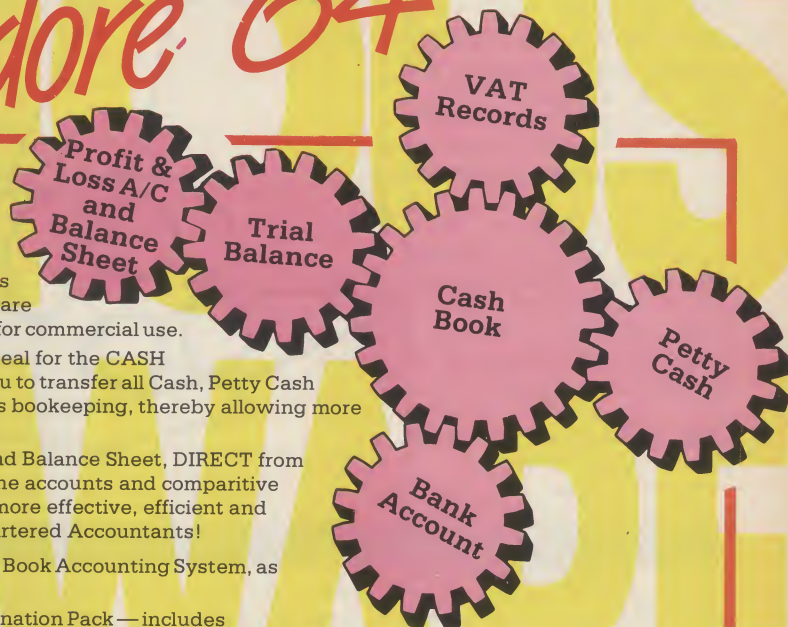 dore 64
VAT
Records
Profit &
Loss A/C
and
Balance
Sheet
Trial
Balance
Cash
Book
Petty
Cash
Bank
Account
s
are
for commercial use.
eal for the CASH
u to transfer all Cash, Petty Cash
s bookeeping, thereby allowing more
nd Balance Sheet, DIRECT from
ne accounts and comparitive
more effective, efficient and
rtered Accountants!
Book Accounting System, as
nation Pack — includes